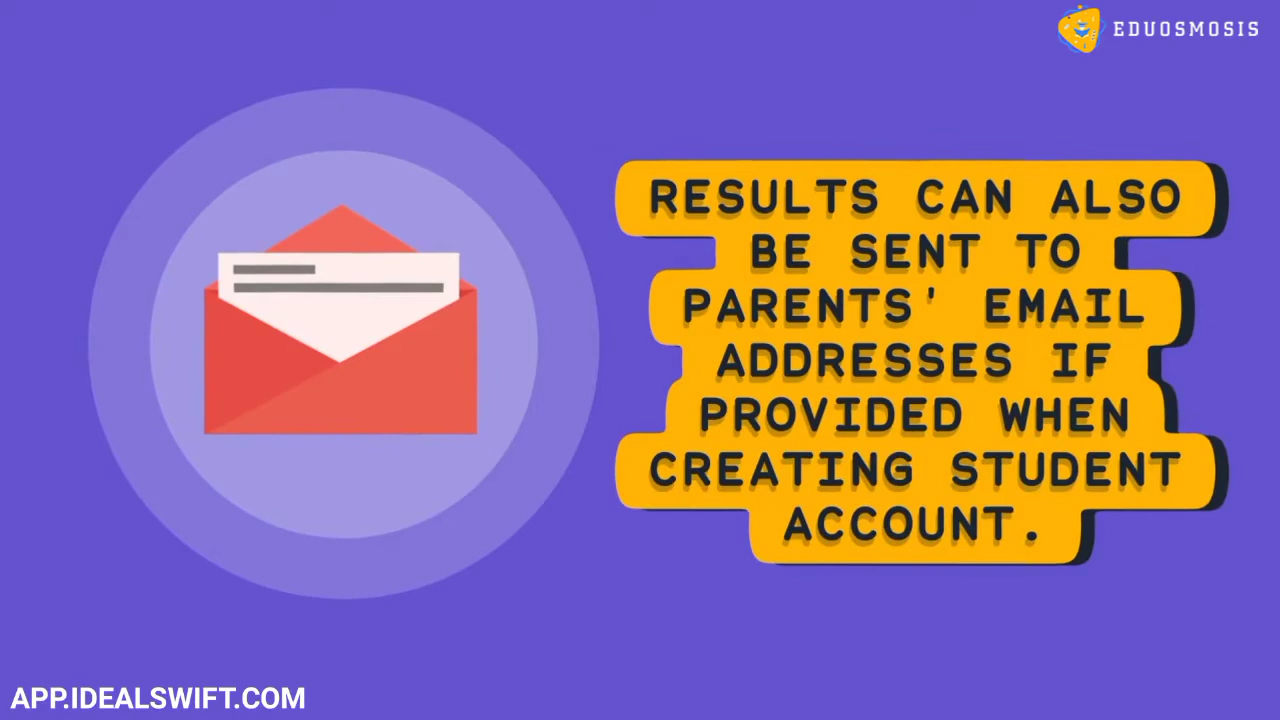 EDUOSMOSIS
RESULTS CAN ALSO
BE SENT TO
PARENTS' EMAIL
ADDRESSES IF
PROVIDED WHEN
CREATING STUDENT
ACCOUNT.
APP.IDEALSWIFT.COM